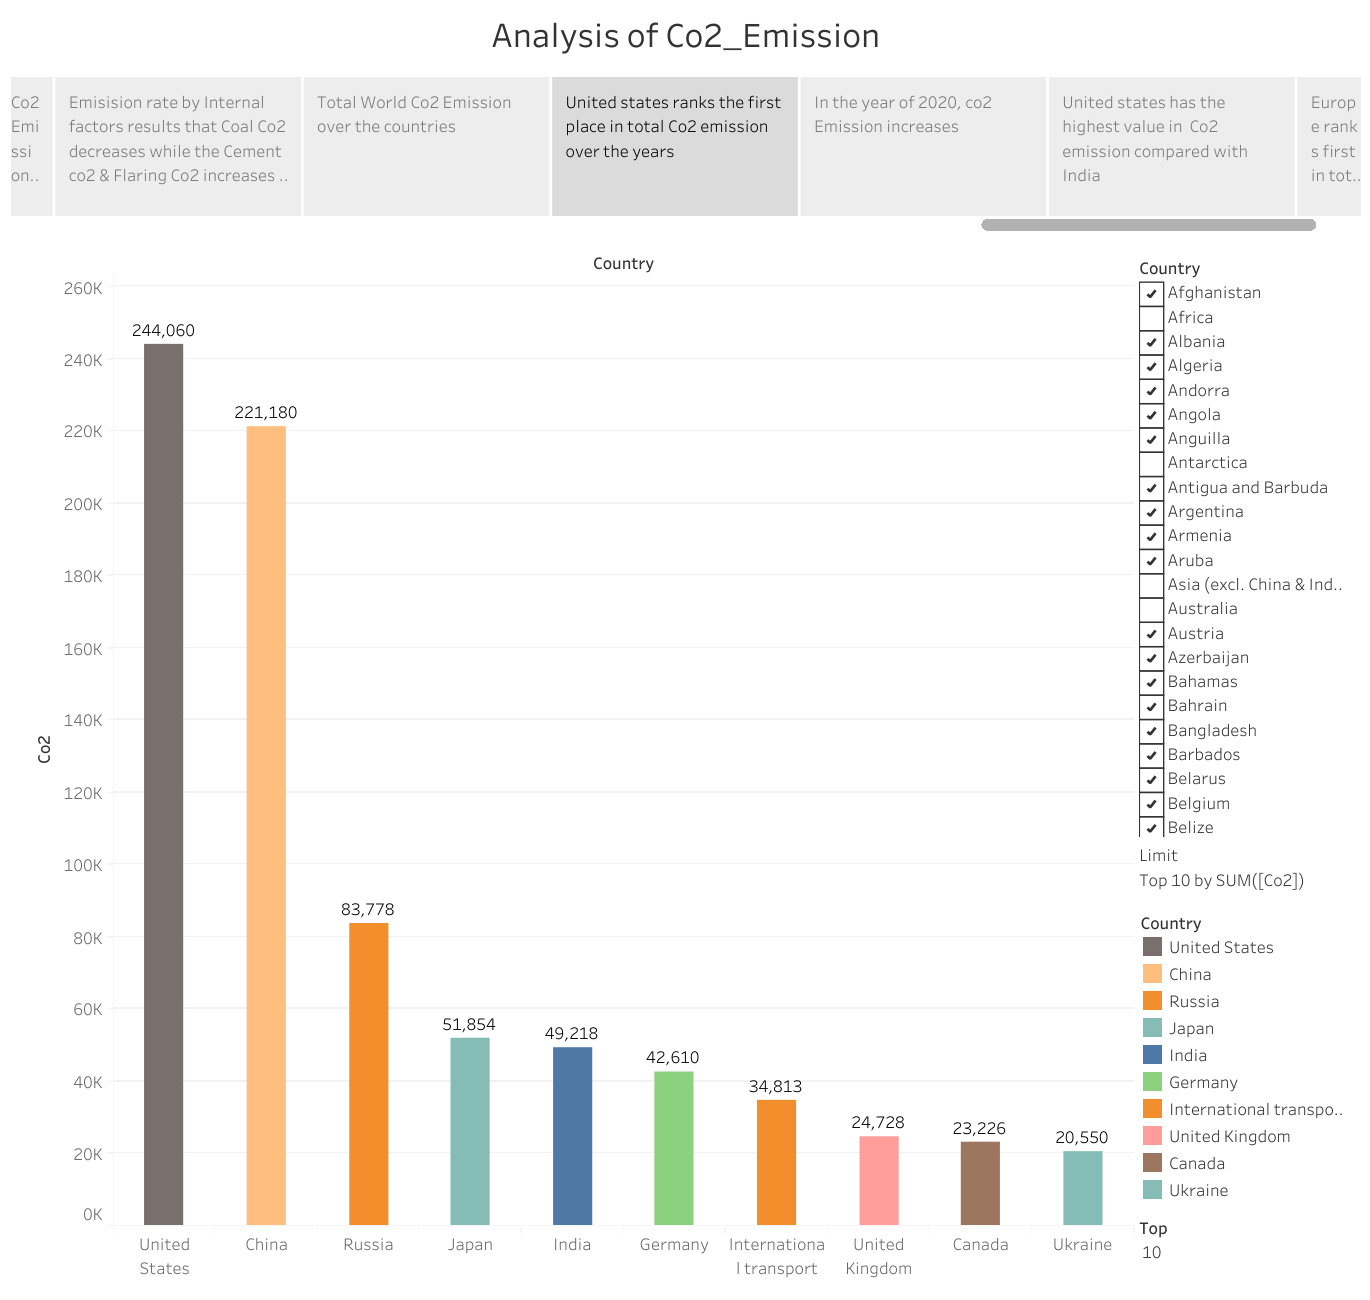 Analysis of Co2_Emission
Co2
Emi
ssi
on..
Emisision rate by Internal
factors results that Coal Co2
decreases while the Cement
co2 & Flaring Co2 increases ..
Total World Co2 Emission
over the countries
United states ranks the first
place in total Co2 emission
over the years
In the year of 2020, co2
Emission increases
United states has the
highest value in  Co2
emission compared with
India
Europ
e rank
s first
in tot..
Country
260K
240K
220K
200K
180K
160K
140K
120K
100K
80K
60K
40K
20K
0K
Co2
244,060
221,180
83,778
51,854
49,218
42,610
34,813
24,728
23,226
20,550
United
States
China
Russia
Japan
India
Germany
Internationa
l transport
United
Kingdom
Canada
Ukraine
Country
Afghanistan
Africa
Albania
Algeria
Andorra
Angola
Anguilla
Antarctica
Antigua and Barbuda
Argentina
Armenia
Aruba
Asia (excl. China & Ind..
Australia
Austria
Azerbaijan
Bahamas
Bahrain
Bangladesh
Barbados
Belarus
Belgium
Belize
Limit
Top 10 by SUM([Co2])
Country
United States
China
Russia
Japan
India
Germany
International transpo..
United Kingdom
Canada
Ukraine
Top
10